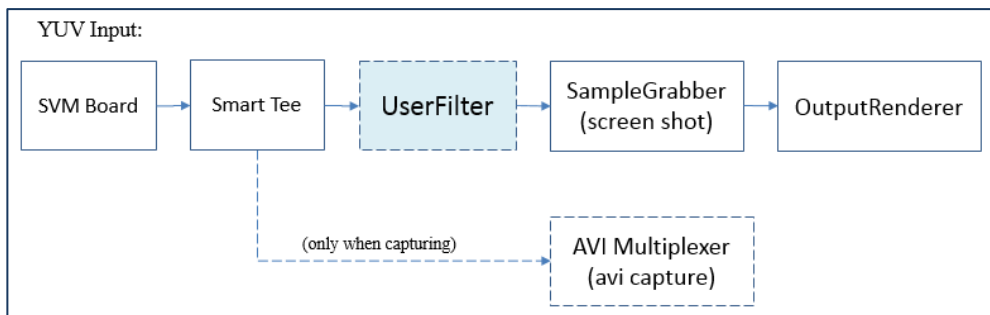 YUV Input:
SVM Board
Smart Tee
UserFilter
SampleGrabber
(screen shot)
OutputRenderer
(only when capturing)
AVI Multiplexer
(avi capture)